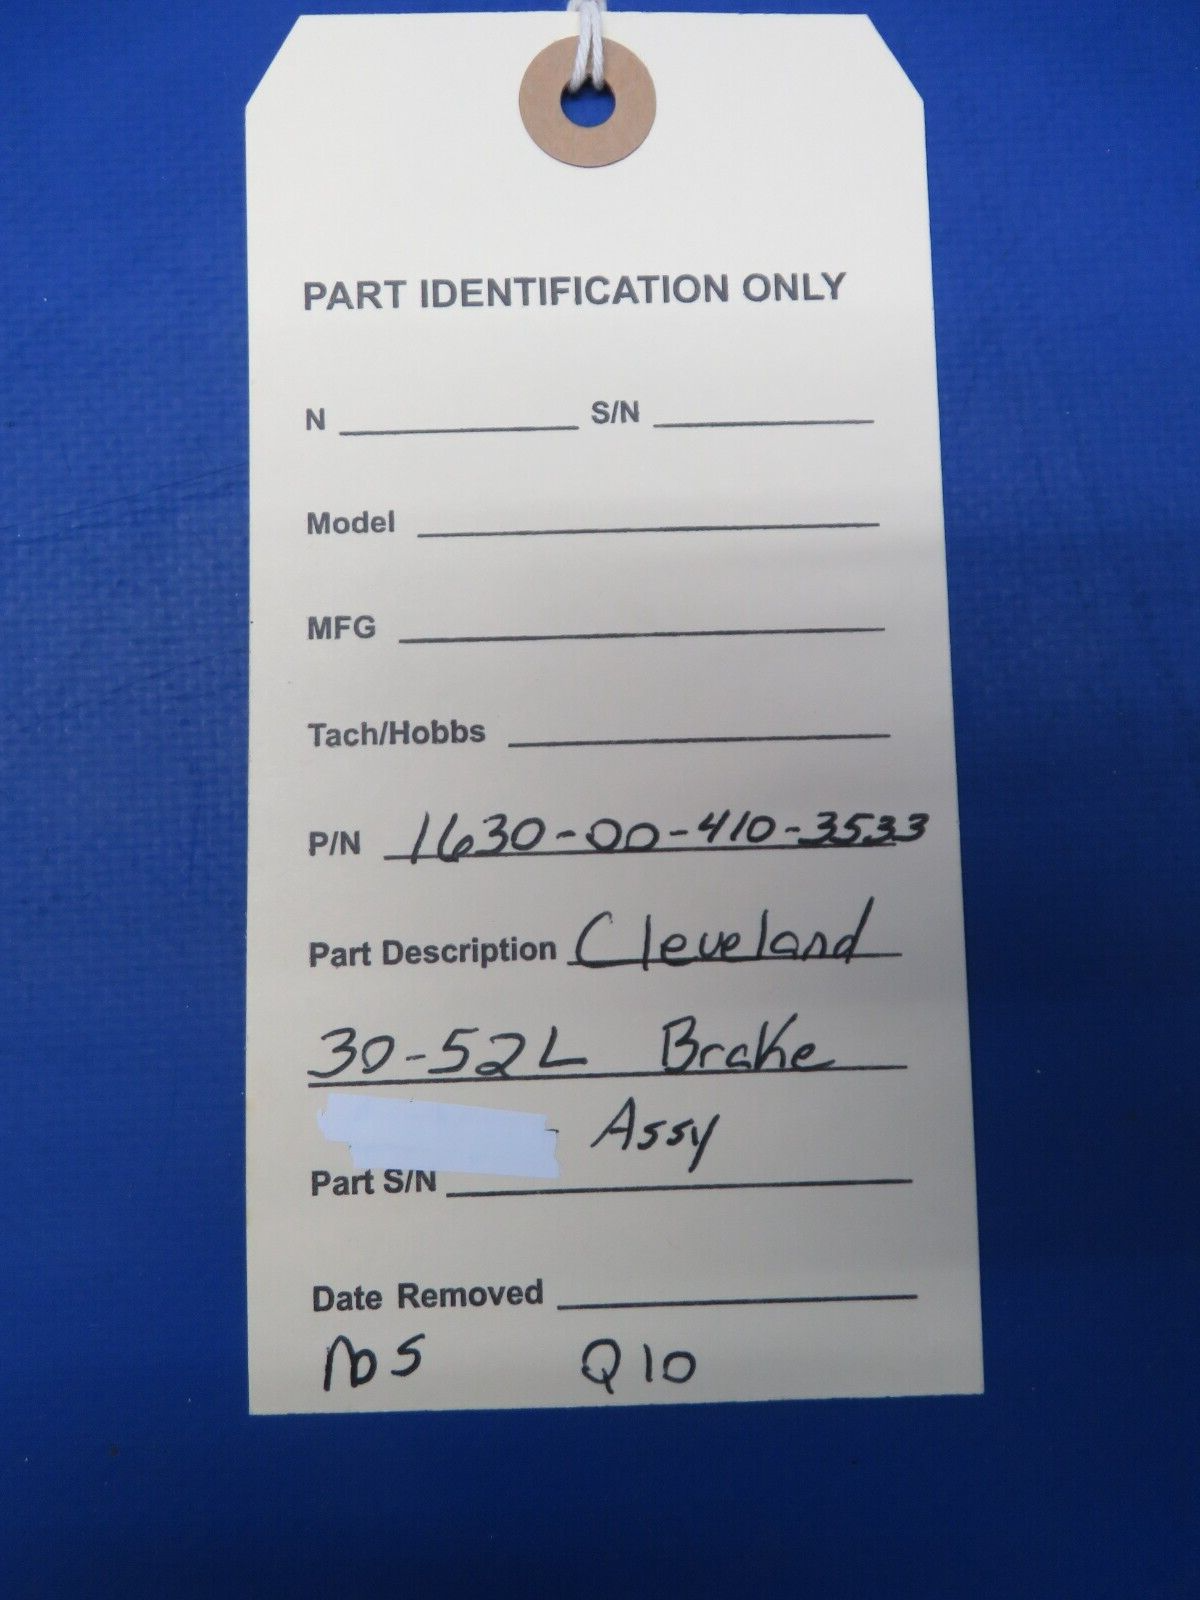 PART IDENTIFICATION ONLY
N S/N
Model
MFG
Tach/Hobbs
P/N 1630-00-410-3533
Part Description Cleveland
30-52L Brake
Assy
Part S/N
Date Removed
NOS Q10